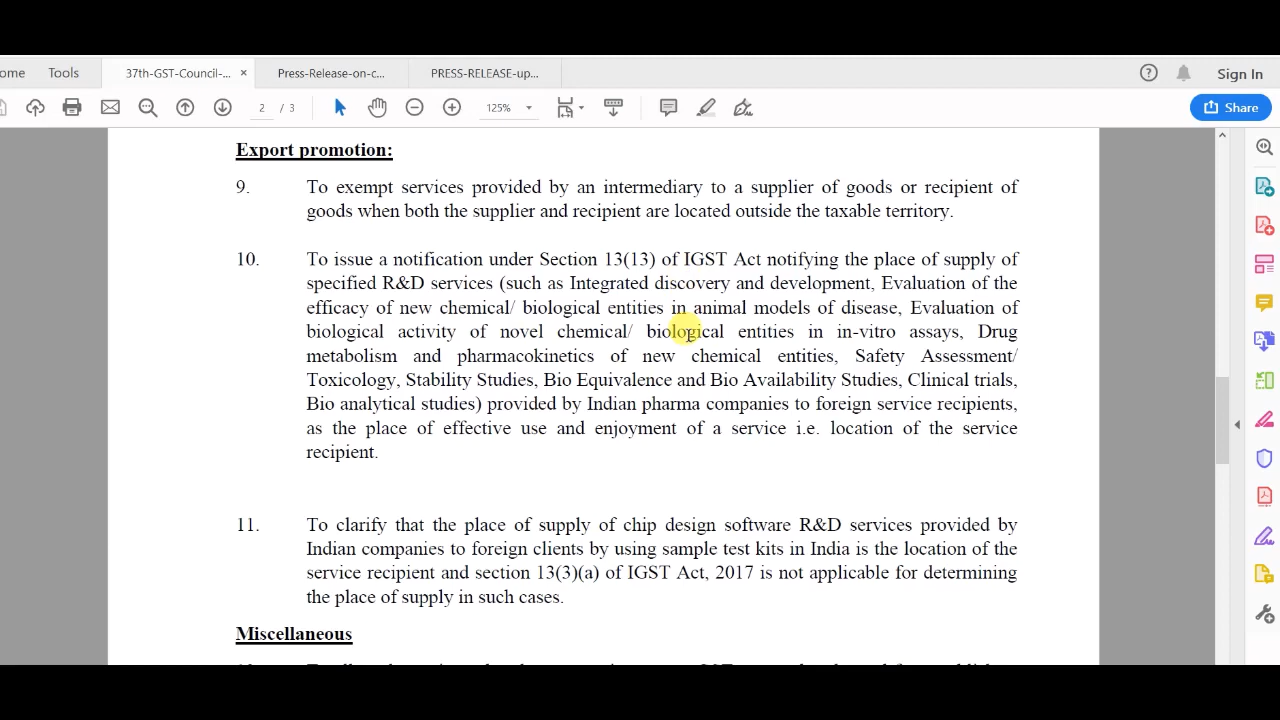 ome Tools 37th-GST-Council-... × Press-Release-on-c... PRESS-RELEASE-up... Sign In
2 / 3 125% Share
Export promotion:
9. To exempt services provided by an intermediary to a supplier of goods or recipient of
goods when both the supplier and recipient are located outside the taxable territory.
10. To issue a notification under Section 13(13) of IGST Act notifying the place of supply of
specified R&D services (such as Integrated discovery and development, Evaluation of the
efficacy of new chemical/ biological entities in animal models of disease, Evaluation of
biological activity of novel chemical/ biological entities in in-vitro assays, Drug
metabolism and pharmacokinetics of new chemical entities, Safety Assessment/
Toxicology, Stability Studies, Bio Equivalence and Bio Availability Studies, Clinical trials,
Bio analytical studies) provided by Indian pharma companies to foreign service recipients,
as the place of effective use and enjoyment of a service i.e. location of the service
recipient.
11. To clarify that the place of supply of chip design software R&D services provided by
Indian companies to foreign clients by using sample test kits in India is the location of the
service recipient and section 13(3)(a) of IGST Act, 2017 is not applicable for determining
the place of supply in such cases.
Miscellaneous